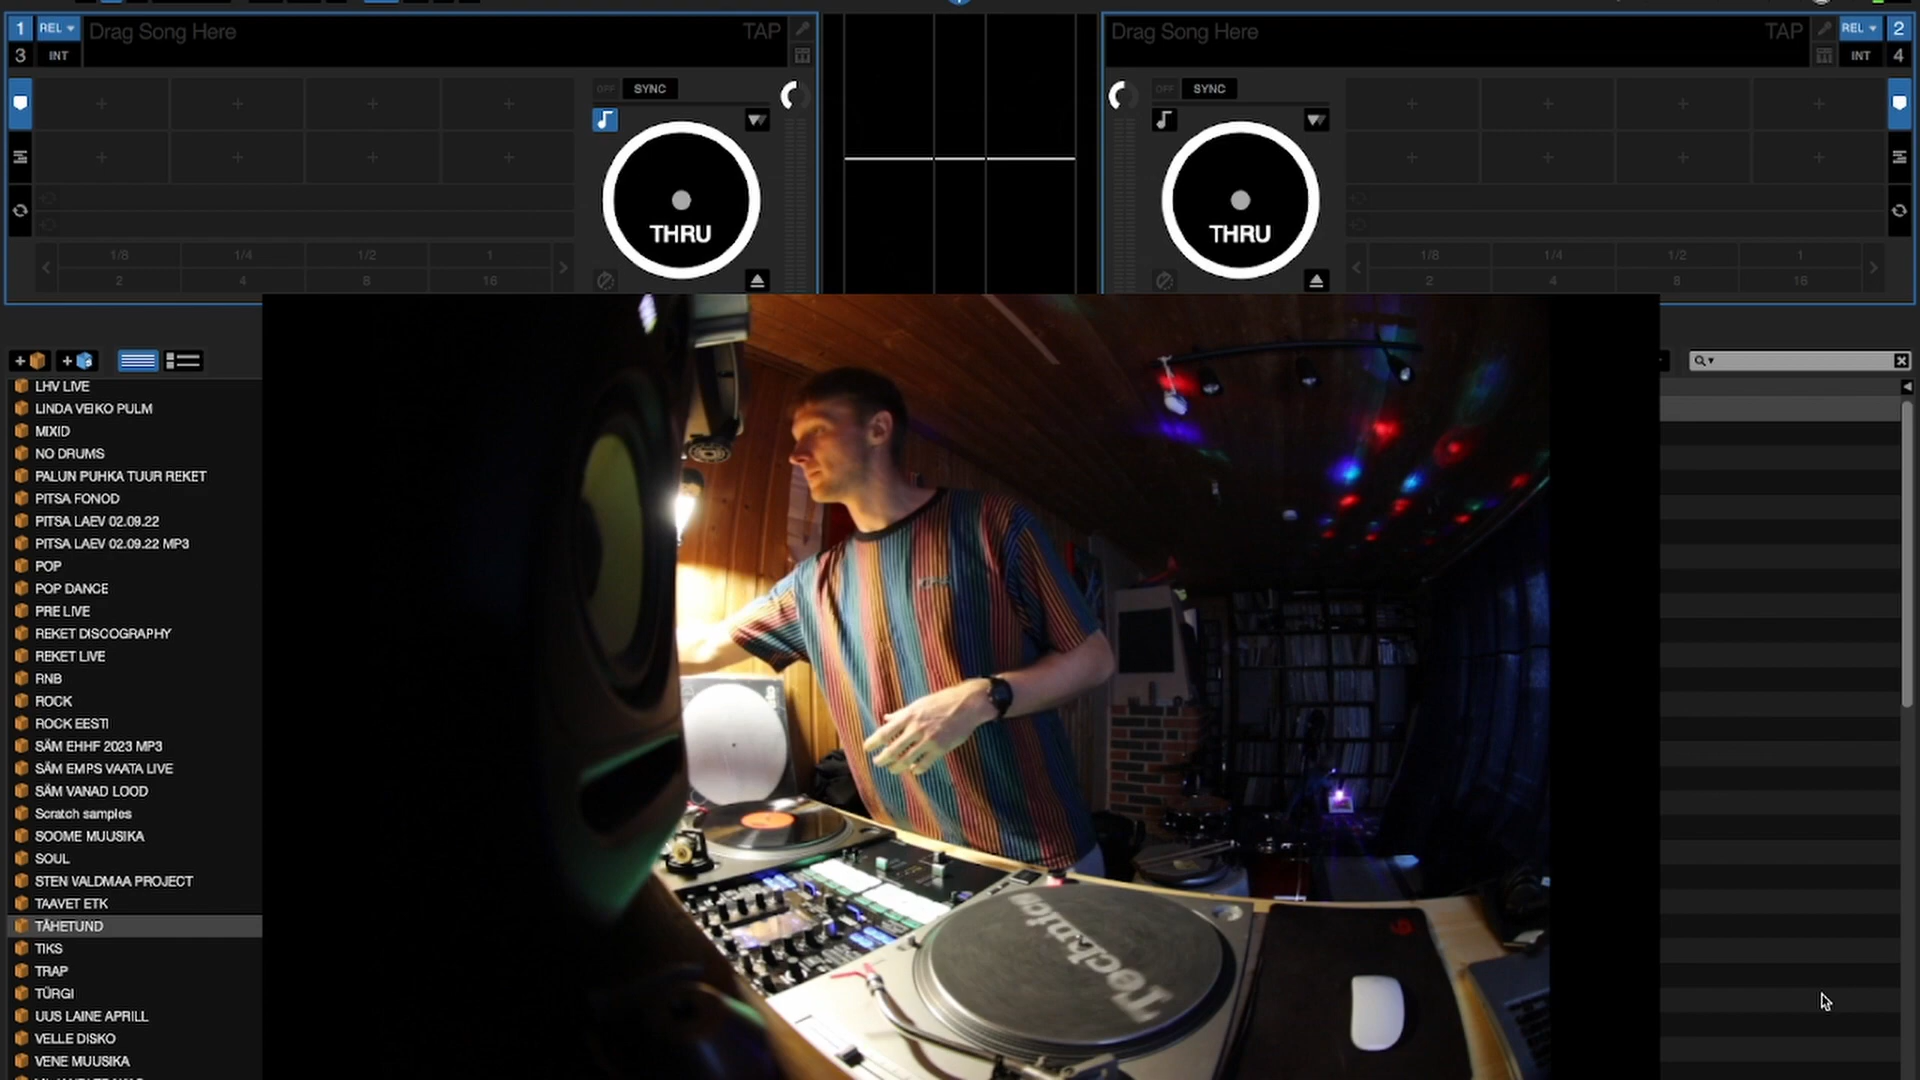 1 REL Drag Song Here TAP
3 INT
Drag Song Here TAP REL 2
INT 4
OFF SYNC
OFF SYNC
THRU
THRU
1/8 1/4 1/2 1
2 4 8 16
1/8 1/4 1/2 1
2 4 8 16
LHV LIVE
LINDA VEIKO PULM
MIXID
NO DRUMS
PALUN PUHKA TUUR REKET
PITSA FONOD
PITSA LAEV 02.09.22
PITSA LAEV 02.09.22 MP3
POP
POP DANCE
PRE LIVE
REKET DISCOGRAPHY
REKET LIVE
RNB
ROCK
ROCK EESTI
SÄM EHHF 2023 MP3
SÄM EMPS VAATA LIVE
SÄM VANAD LOOD
Scratch samples
SOOME MUUSIKA
SOUL
STEN VALDMAA PROJECT
TAAVET ETK
TÄHETUND
TIKS
TRAP
TÜRGI
UUS LAINE APRILL
VELLE DISKO
VENE MUUSIKA
Technics